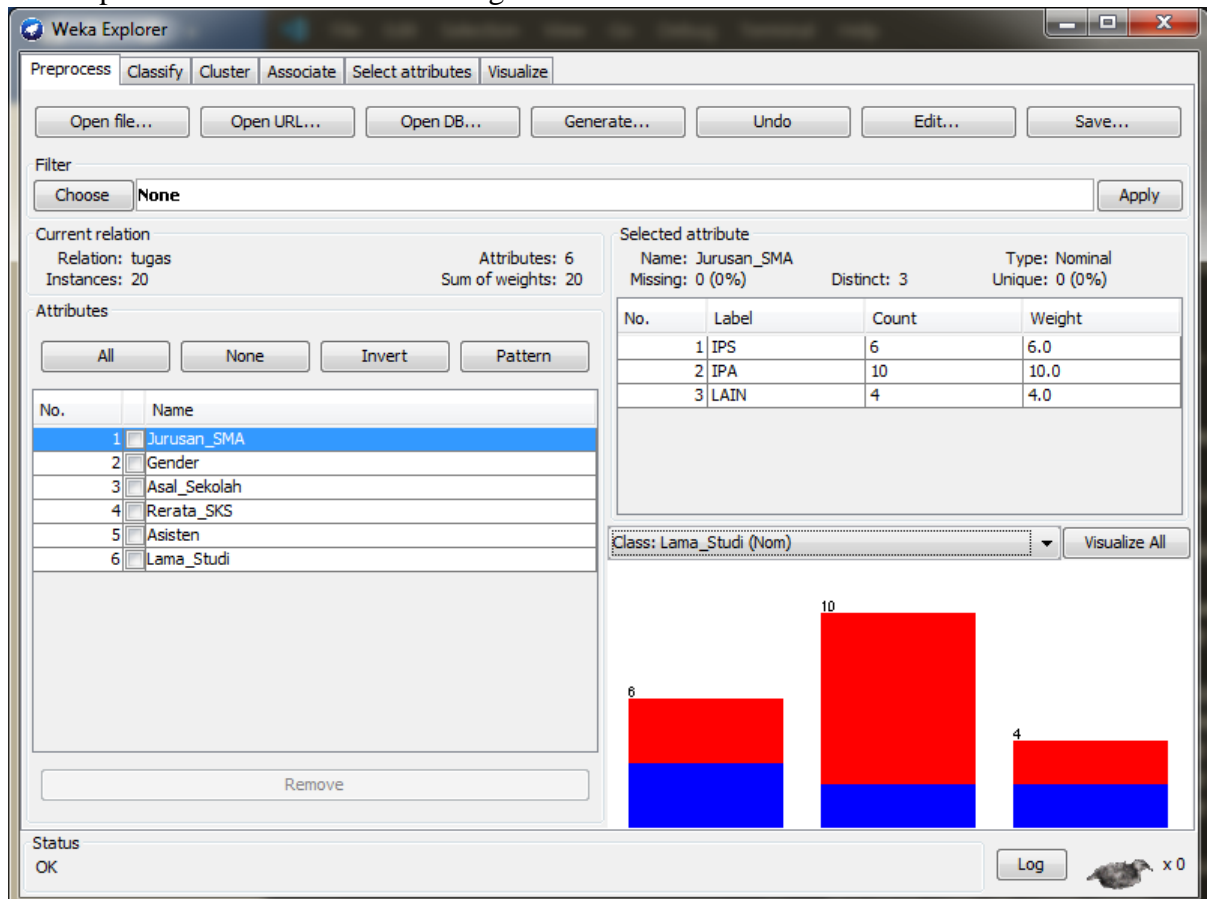 Weka Explorer
Preprocess Classify Cluster Associate Select attributes Visualize
Open file... Open URL... Open DB... Generate... Undo Edit... Save...
Filter
Choose None Apply
Current relation
Relation: tugas Attributes: 6
Instances: 20 Sum of weights: 20
Selected attribute
Name: Jurusan_SMA Type: Nominal
Missing: 0 (0%) Distinct: 3 Unique: 0 (0%)
Attributes
All None Invert Pattern
No. Name
1 Jurusan_SMA
2 Gender
3 Asal_Sekolah
4 Rerata_SKS
5 Asisten
6 Lama_Studi
Remove
No. Label Count Weight
1 IPS 6 6.0
2 IPA 10 10.0
3 LAIN 4 4.0
Class: Lama_Studi (Nom) Visualize All
6
10
4
Status
OK
Log x 0